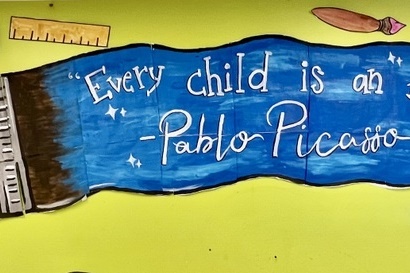 “Every child is an
-Pablo Picasso